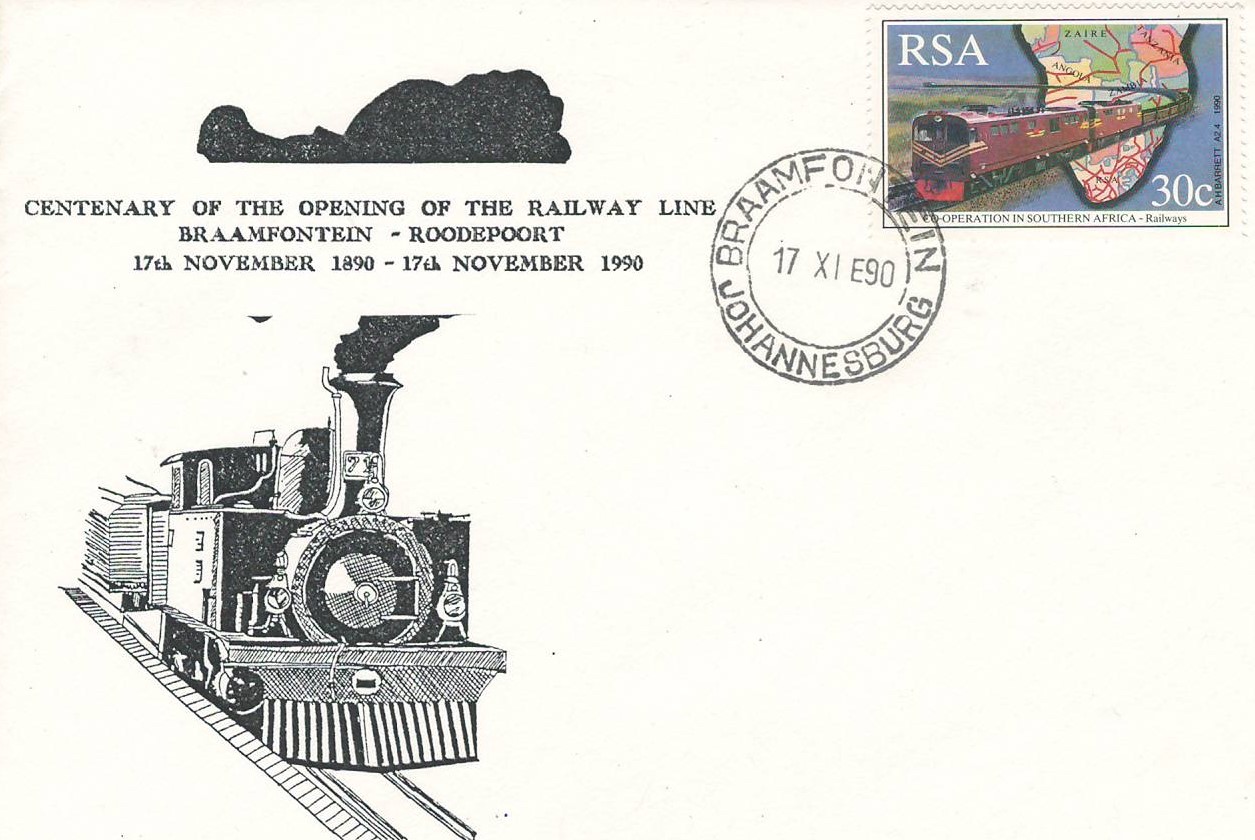 CENTENARY OF THE OPENING OF THE RAILWAY LINE
BRAAMFONTEIN - ROODEPOORT
17th NOVEMBER 1890 - 17th NOVEMBER 1990
RSA
ZAIRE
TANZANIA
ANGOLA
ZAMBIA
RSA
30c
A H BARRETT A2.4 1990
CO-OPERATION IN SOUTHERN AFRICA - Railways
BRAAMFONTEIN
17 XI E90
JOHANNESBURG